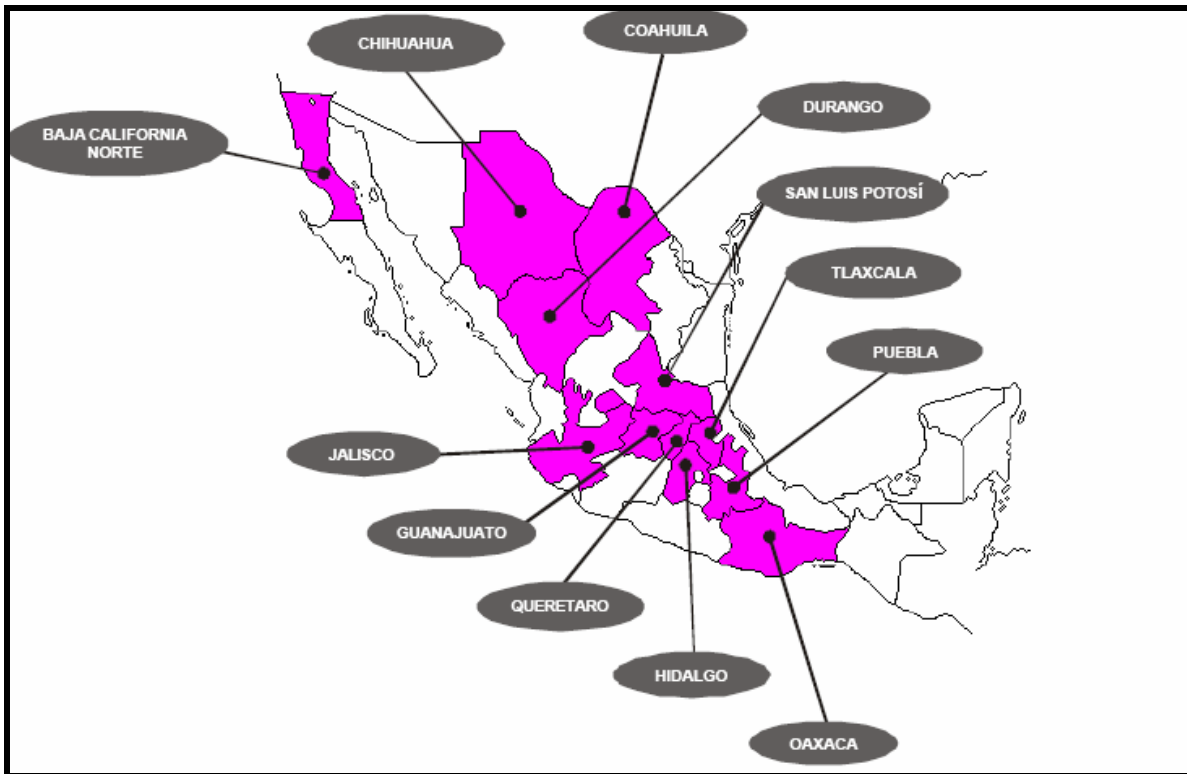 COAHUILA
CHIHUAHUA
DURANGO
BAJA CALIFORNIA
NORTE
SAN LUIS POTOSÍ
TLAXCALA
PUEBLA
JALISCO
GUANAJUATO
QUERETARO
HIDALGO
OAXACA